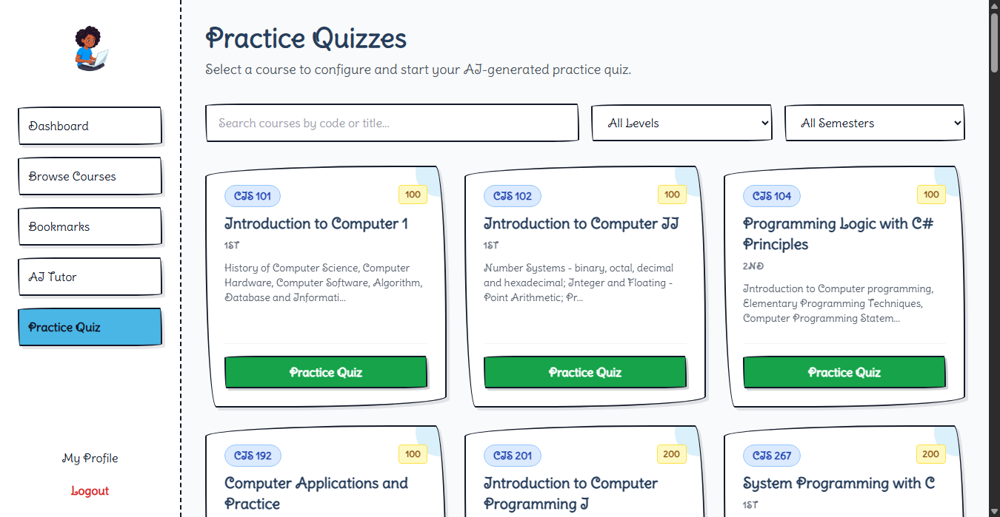 Dashboard
Browse Courses
Bookmarks
AI Tutor
Practice Quiz
My Profile
Logout
Practice Quizzes
Select a course to configure and start your AI-generated practice quiz.
Search courses by code or title...
All Levels
All Semesters
CIS 101
100
Introduction to Computer 1
1ST
History of Computer Science, Computer
Hardware, Computer Software, Algorithm,
Database and Informati...
Practice Quiz
CIS 102
100
Introduction to Computer II
1ST
Number Systems - binary, octal, decimal
and hexadecimal; Integer and Floating -
Point Arithmetic; Pr...
Practice Quiz
CIS 104
100
Programming Logic with C#
Principles
2ND
Introduction to Computer programming,
Elementary Programming Techniques,
Computer Programming Statem...
Practice Quiz
CIS 192
100
Computer Applications and
Practice
CIS 201
200
Introduction to Computer
Programming I
CIS 267
200
System Programming with C
1ST